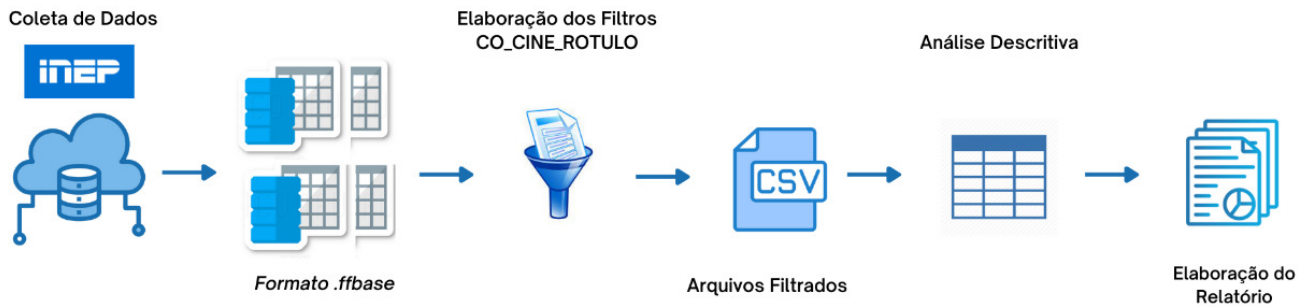 Coleta de Dados
inEP
Formato .ffbase
Elaboração dos Filtros
CO_CINE_ROTULO
CSV
Arquivos Filtrados
Análise Descritiva
Elaboração do
Relatório